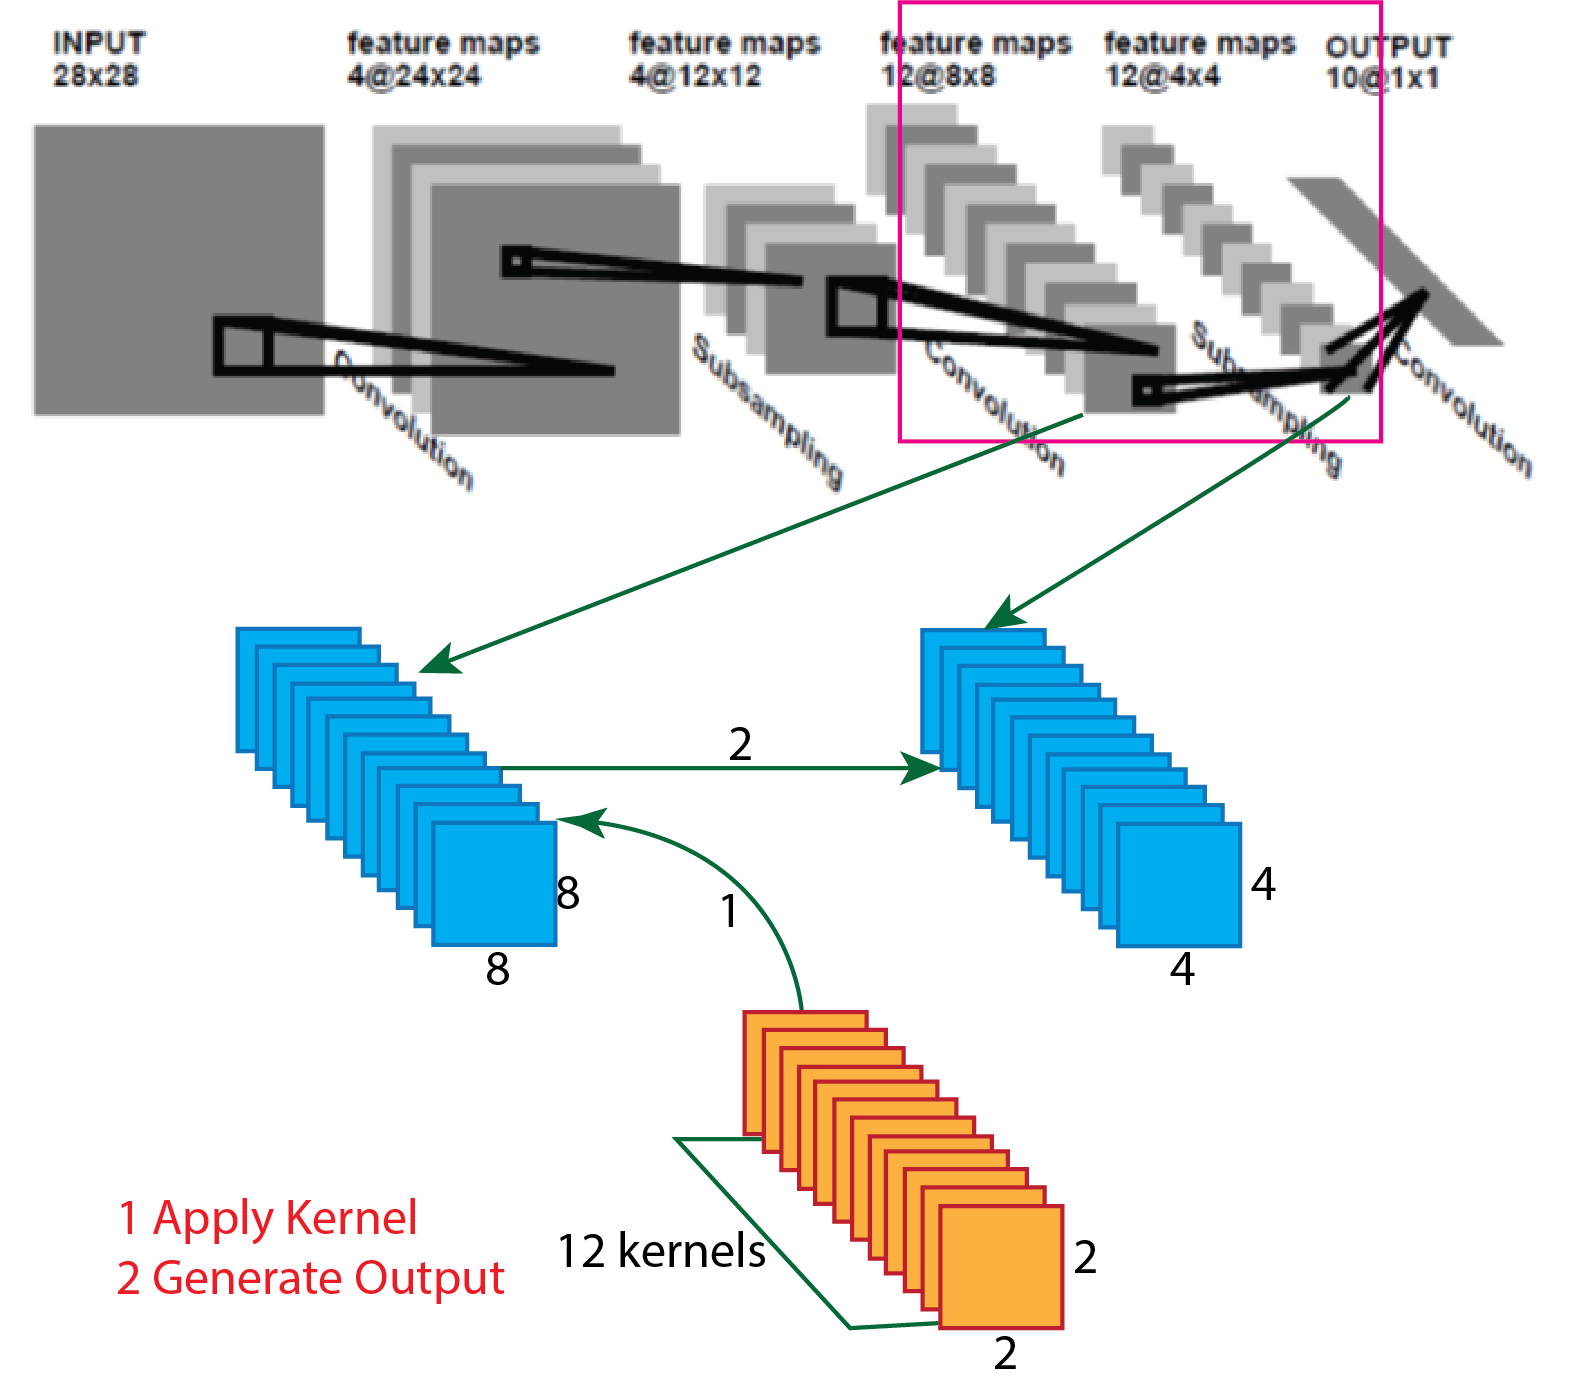 INPUT
28x28
feature maps
4@24x24
feature maps
4@12x12
feature maps
12@8x8
feature maps
12@4x4
OUTPUT
10@1x1
Convolution
Subsampling
Convolution
Subsampling
Convolution
2
8
8
1
4
4
12 kernels
2
2
1 Apply Kernel
2 Generate Output